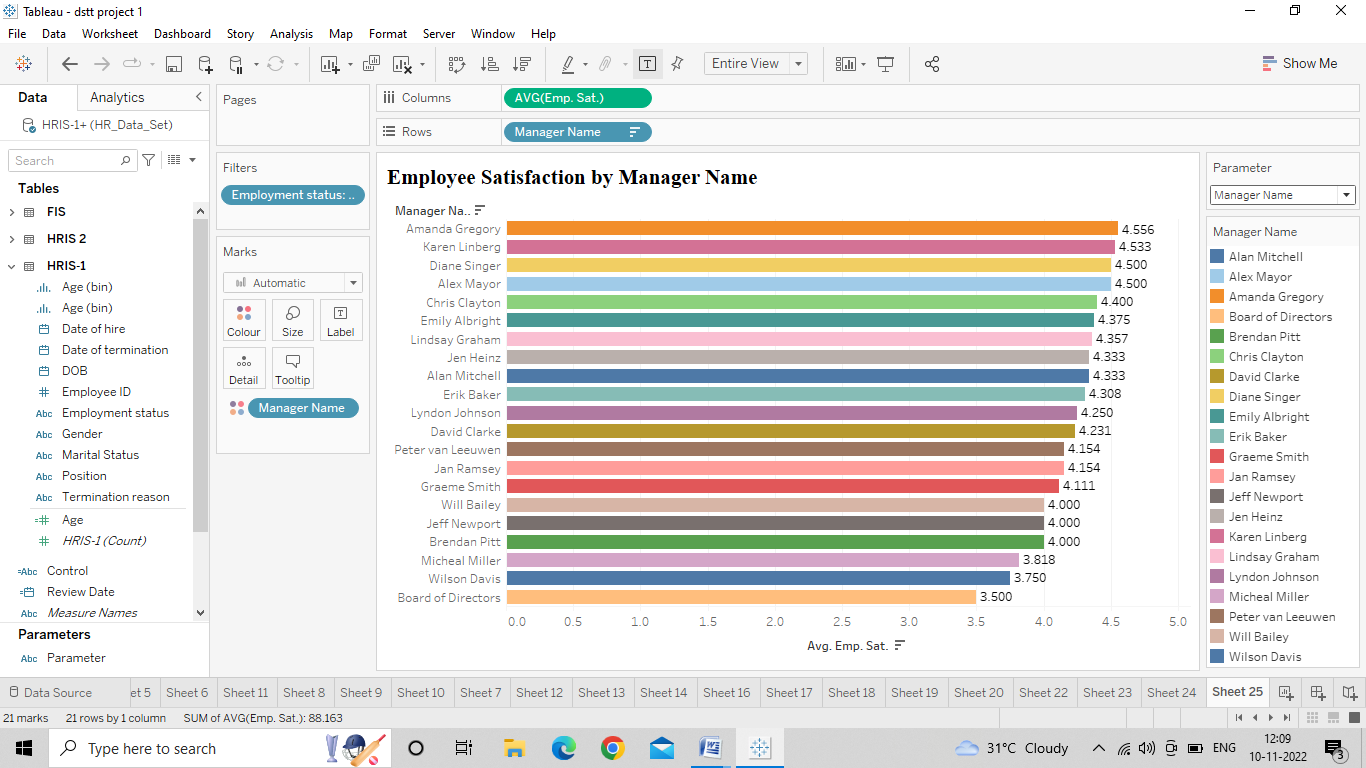 Tableau - dstt project 1
File Data Worksheet Dashboard Story Analysis Map Format Server Window Help
Entire View
Show Me
Data Analytics
HRIS-1+ (HR_Data_Set)
Search
Tables
FIS
HRIS 2
HRIS-1
Age (bin)
Age (bin)
Date of hire
Date of termination
DOB
Employee ID
Abc Employment status
Abc Gender
Abc Marital Status
Abc Position
Abc Termination reason
Age
HRIS-1 (Count)
=Abc Control
Review Date
Abc Measure Names
Parameters
Abc Parameter
Pages
Filters
Employment status: ..
Marks
Automatic
Colour Size Label
Detail Tooltip
Manager Name
Columns AVG(Emp. Sat.)
Rows Manager Name
Employee Satisfaction by Manager Name
Manager Na..
Amanda Gregory 4.556
Karen Linberg 4.533
Diane Singer 4.500
Alex Mayor 4.500
Chris Clayton 4.400
Emily Albright 4.375
Lindsay Graham 4.357
Jen Heinz 4.333
Alan Mitchell 4.333
Erik Baker 4.308
Lyndon Johnson 4.250
David Clarke 4.231
Peter van Leeuwen 4.154
Jan Ramsey 4.154
Graeme Smith 4.111
Will Bailey 4.000
Jeff Newport 4.000
Brendan Pitt 4.000
Micheal Miller 3.818
Wilson Davis 3.750
Board of Directors 3.500
0.0 0.5 1.0 1.5 2.0 2.5 3.0 3.5 4.0 4.5 5.0
Avg. Emp. Sat.
Parameter
Manager Name
Manager Name
Alan Mitchell
Alex Mayor
Amanda Gregory
Board of Directors
Brendan Pitt
Chris Clayton
David Clarke
Diane Singer
Emily Albright
Erik Baker
Graeme Smith
Jan Ramsey
Jeff Newport
Jen Heinz
Karen Linberg
Lindsay Graham
Lyndon Johnson
Micheal Miller
Peter van Leeuwen
Will Bailey
Wilson Davis
Data Source et 5 Sheet 6 Sheet 11 Sheet 8 Sheet 9 Sheet 10 Sheet 7 Sheet 12 Sheet 13 Sheet 14 Sheet 16 Sheet 17 Sheet 18 Sheet 19 Sheet 20 Sheet 22 Sheet 23 Sheet 24 Sheet 25
21 marks 21 rows by 1 column SUM of AVG(Emp. Sat.): 88.163
Type here to search
31°C Cloudy
ENG
12:09
10-11-2022
3